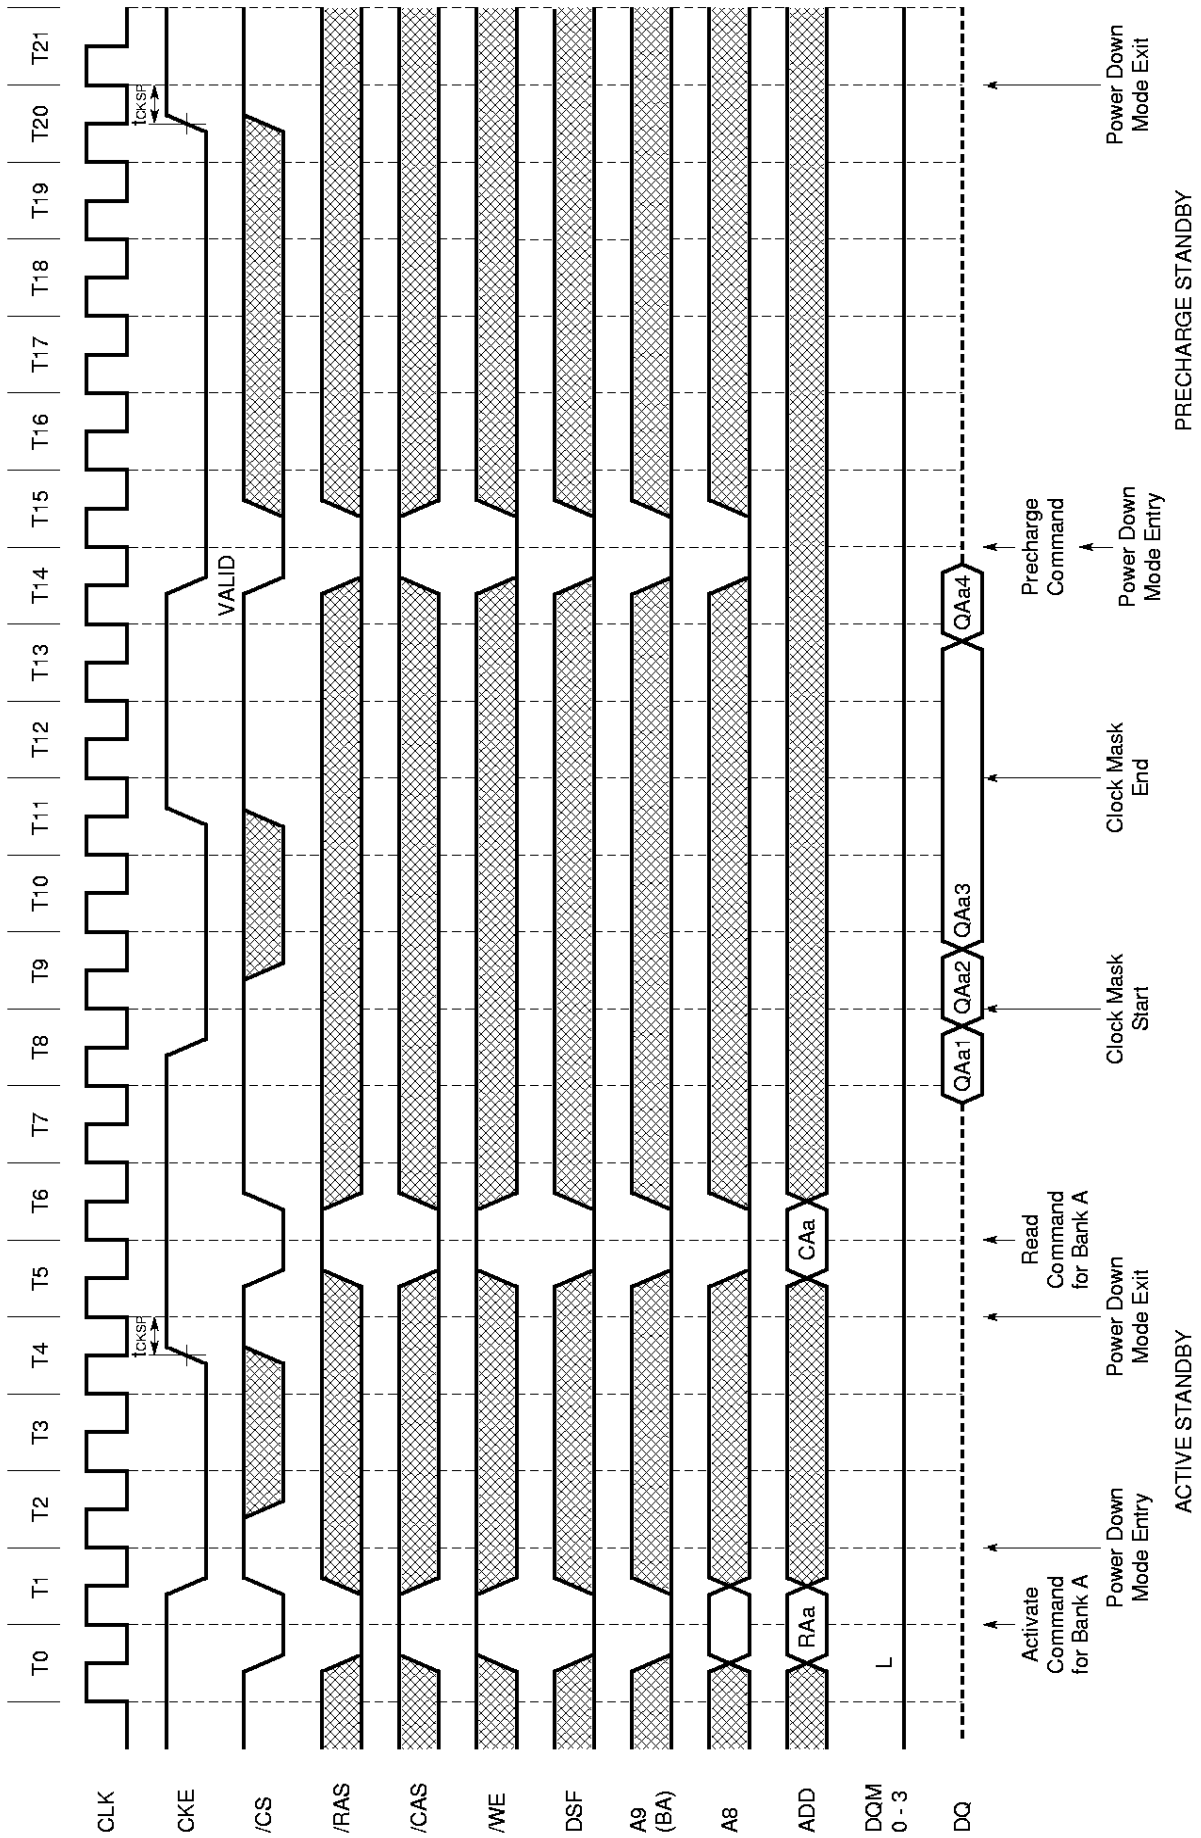 T0 T1 T2 T3 T4 T5 T6 T7 T8 T9 T10 T11 T12 T13 T14 T15 T16 T17 T18 T19 T20 T21
CLK
tCKSP tCKSP
CKE
VALID
/CS
/RAS
/CAS
/WE
DSF
A9
(BA)
A8
ADD RAa CAa
DQM
0 - 3
L
DQ QAa1 QAa2 QAa3 QAa4
Activate
Command
for Bank A
Power Down
Mode Entry
Power Down
Mode Exit
Read
Command
for Bank A
Clock Mask
Start
Clock Mask
End
Precharge
Command
Power Down
Mode Entry
Power Down
Mode Exit
ACTIVE STANDBY
PRECHARGE STANDBY